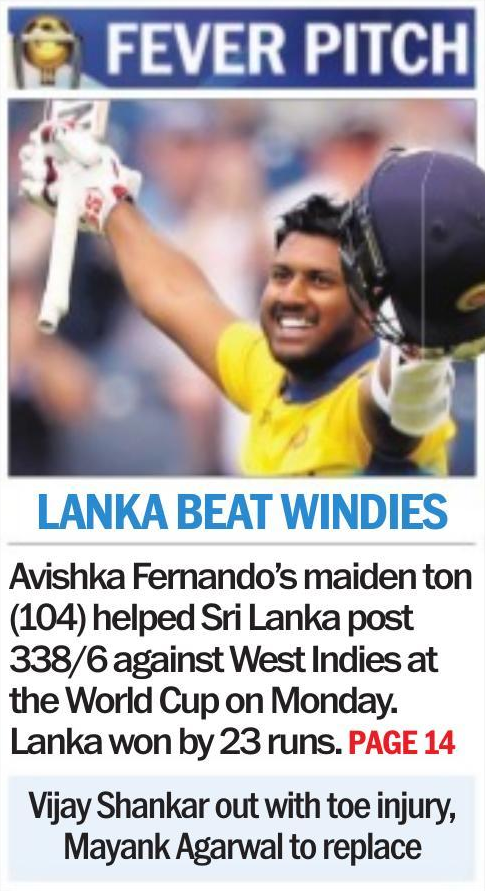 FEVER PITCH
LANKA BEAT WINDIES
Avishka Fernando’s maiden ton
(104) helped Sri Lanka post
338/6 against West Indies at
the World Cup on Monday.
Lanka won by 23 runs. PAGE 14
Vijay Shankar out with toe injury,
Mayank Agarwal to replace